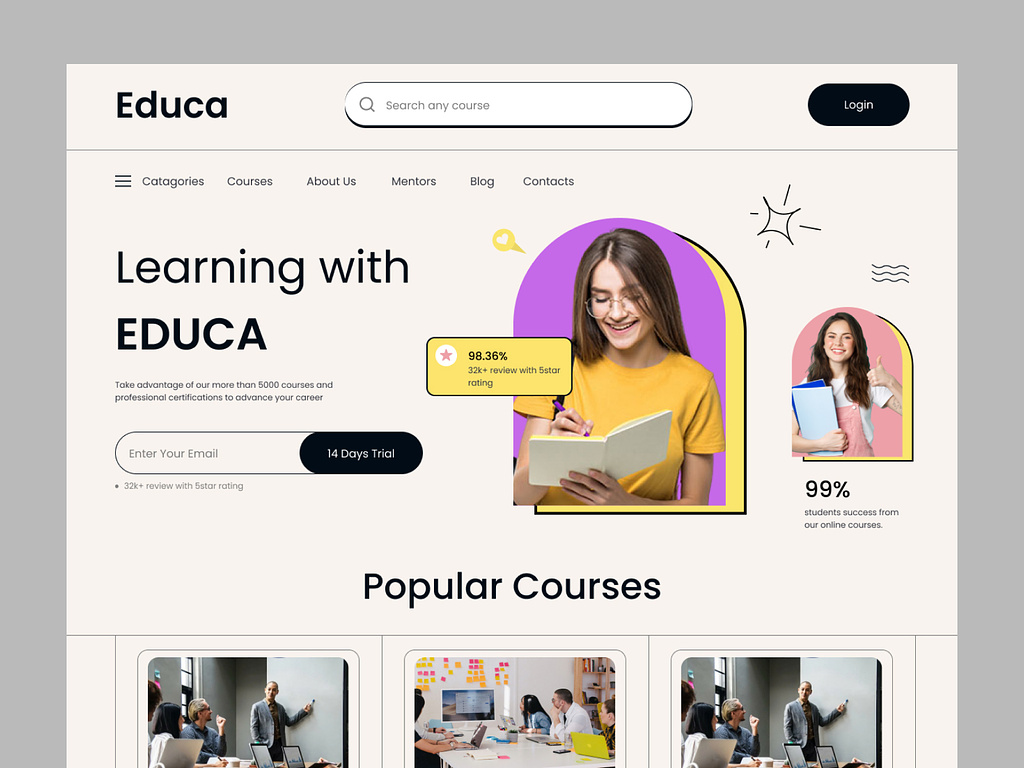 Educa
Search any course
Login
Catagories Courses About Us Mentors Blog Contacts
Learning with
EDUCA
Take advantage of our more than 5000 courses and
professional certifications to advance your career
Enter Your Email
14 Days Trial
32k+ review with 5star rating
98.36%
32k+ review with 5star
rating
99%
students success from
our online courses.
Popular Courses